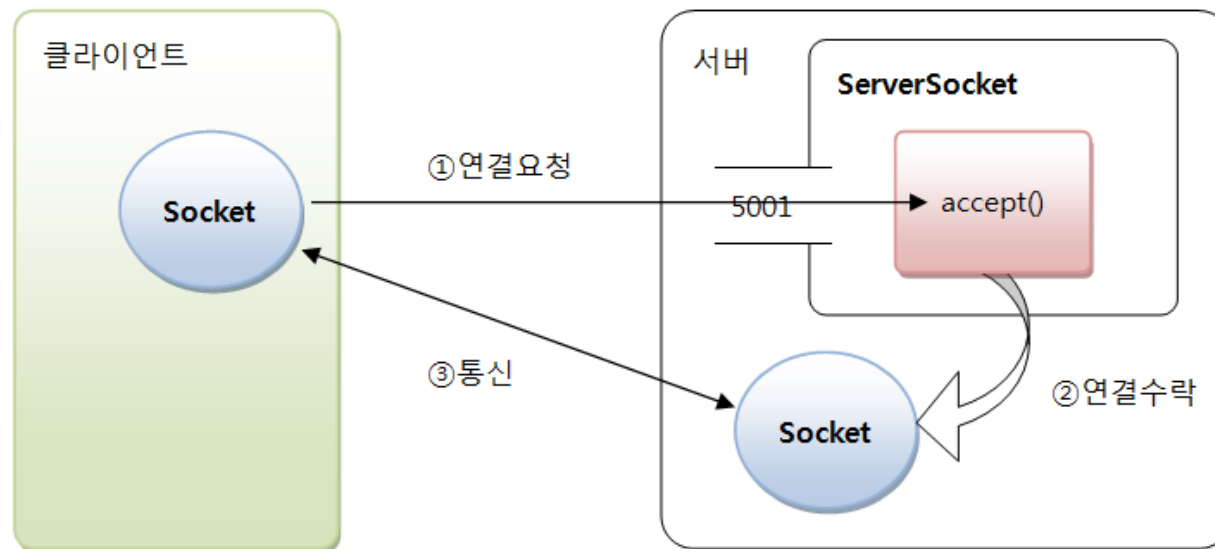 클라이언트
서버
ServerSocket
①연결요청
Socket
5001
accept()
③통신
②연결수락
Socket